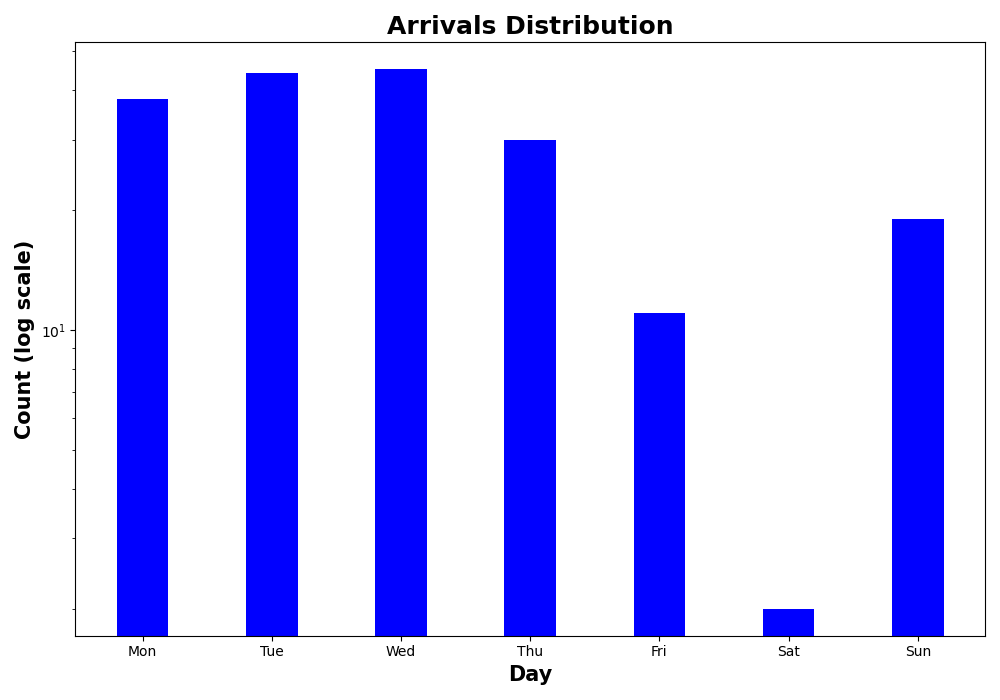 Arrivals Distribution
Count (log scale)
10¹
Mon Tue Wed Thu Fri Sat Sun
Day